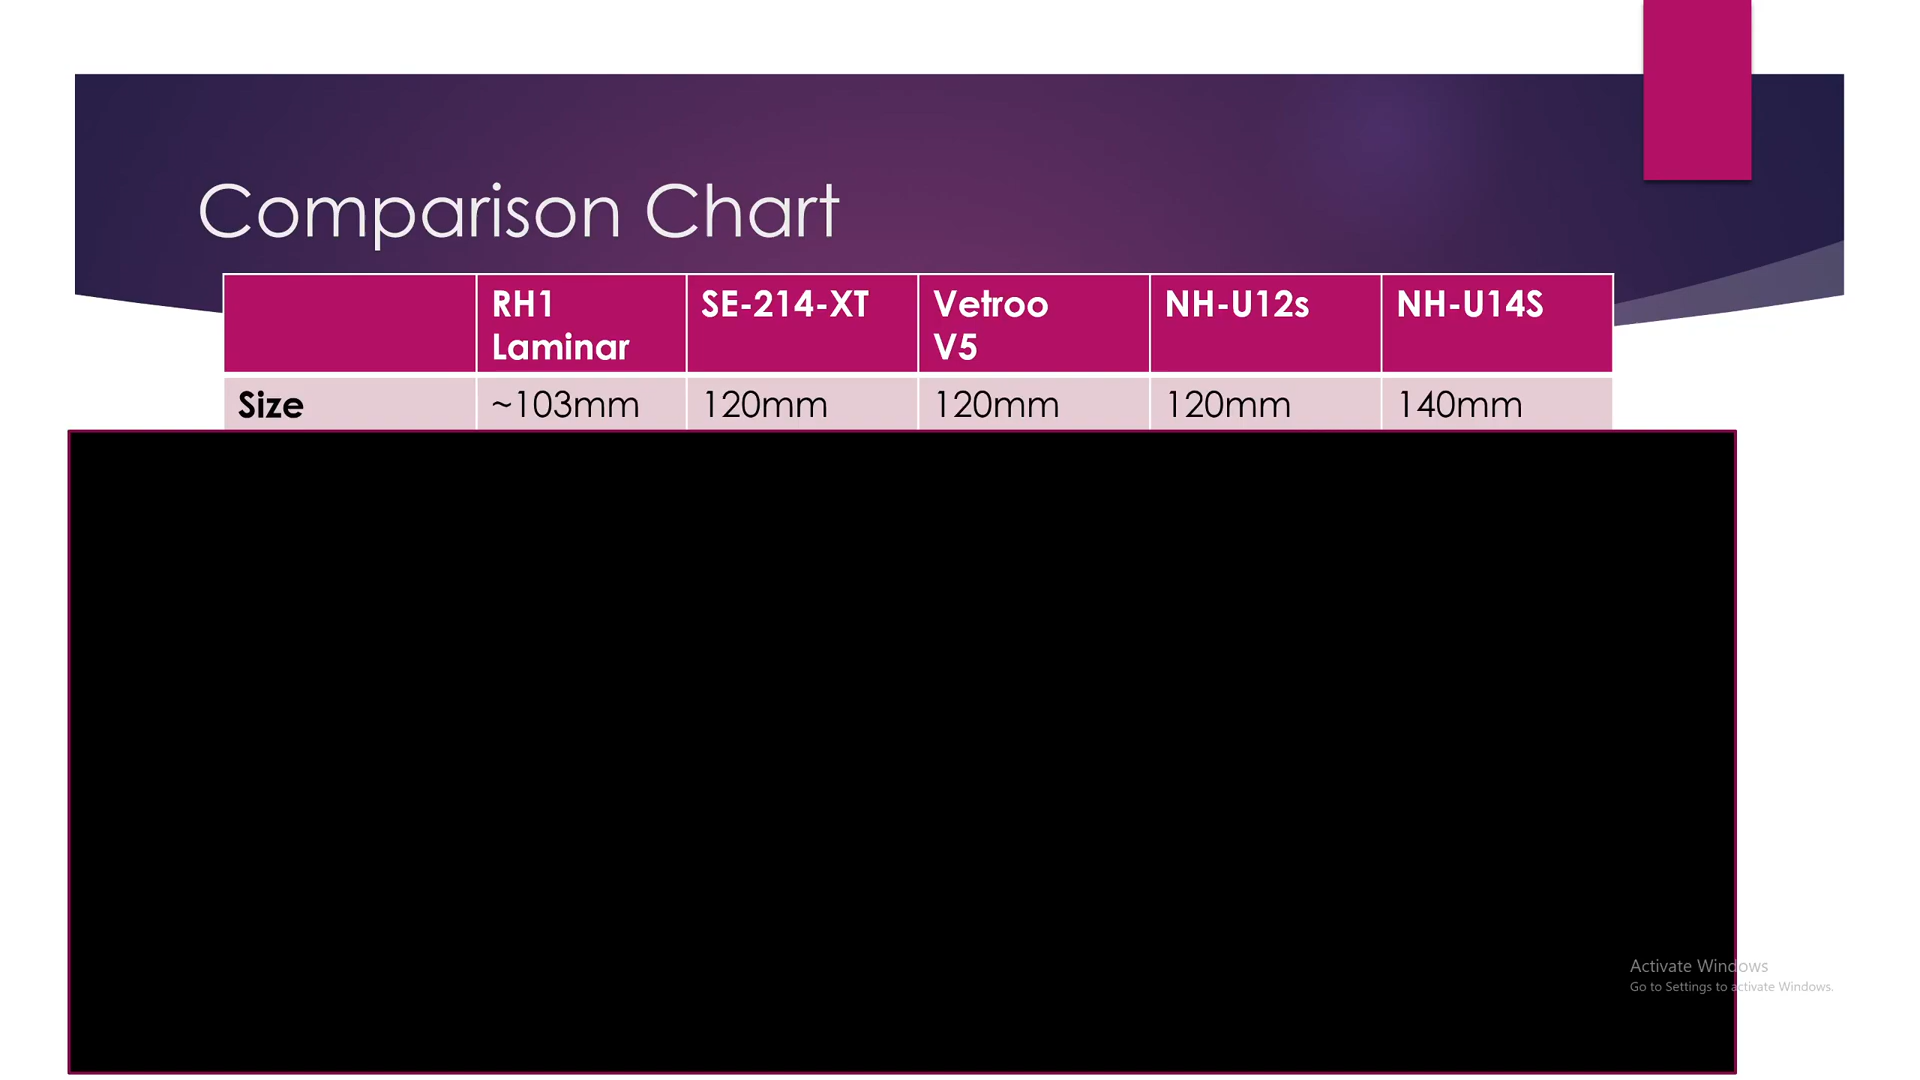 Comparison Chart
RH1 Laminar SE-214-XT Vetroo V5 NH-U12s NH-U14S
Size ~103mm 120mm 120mm 120mm 140mm
Activate Windows
Go to Settings to activate Windows.